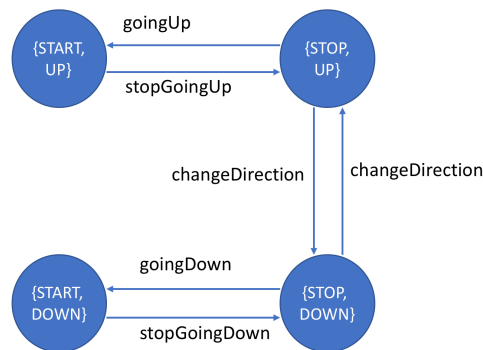 goingUp
{START,
UP}
{STOP,
UP}
stopGoingUp
changeDirection
changeDirection
goingDown
{START,
DOWN}
{STOP,
DOWN}
stopGoingDown